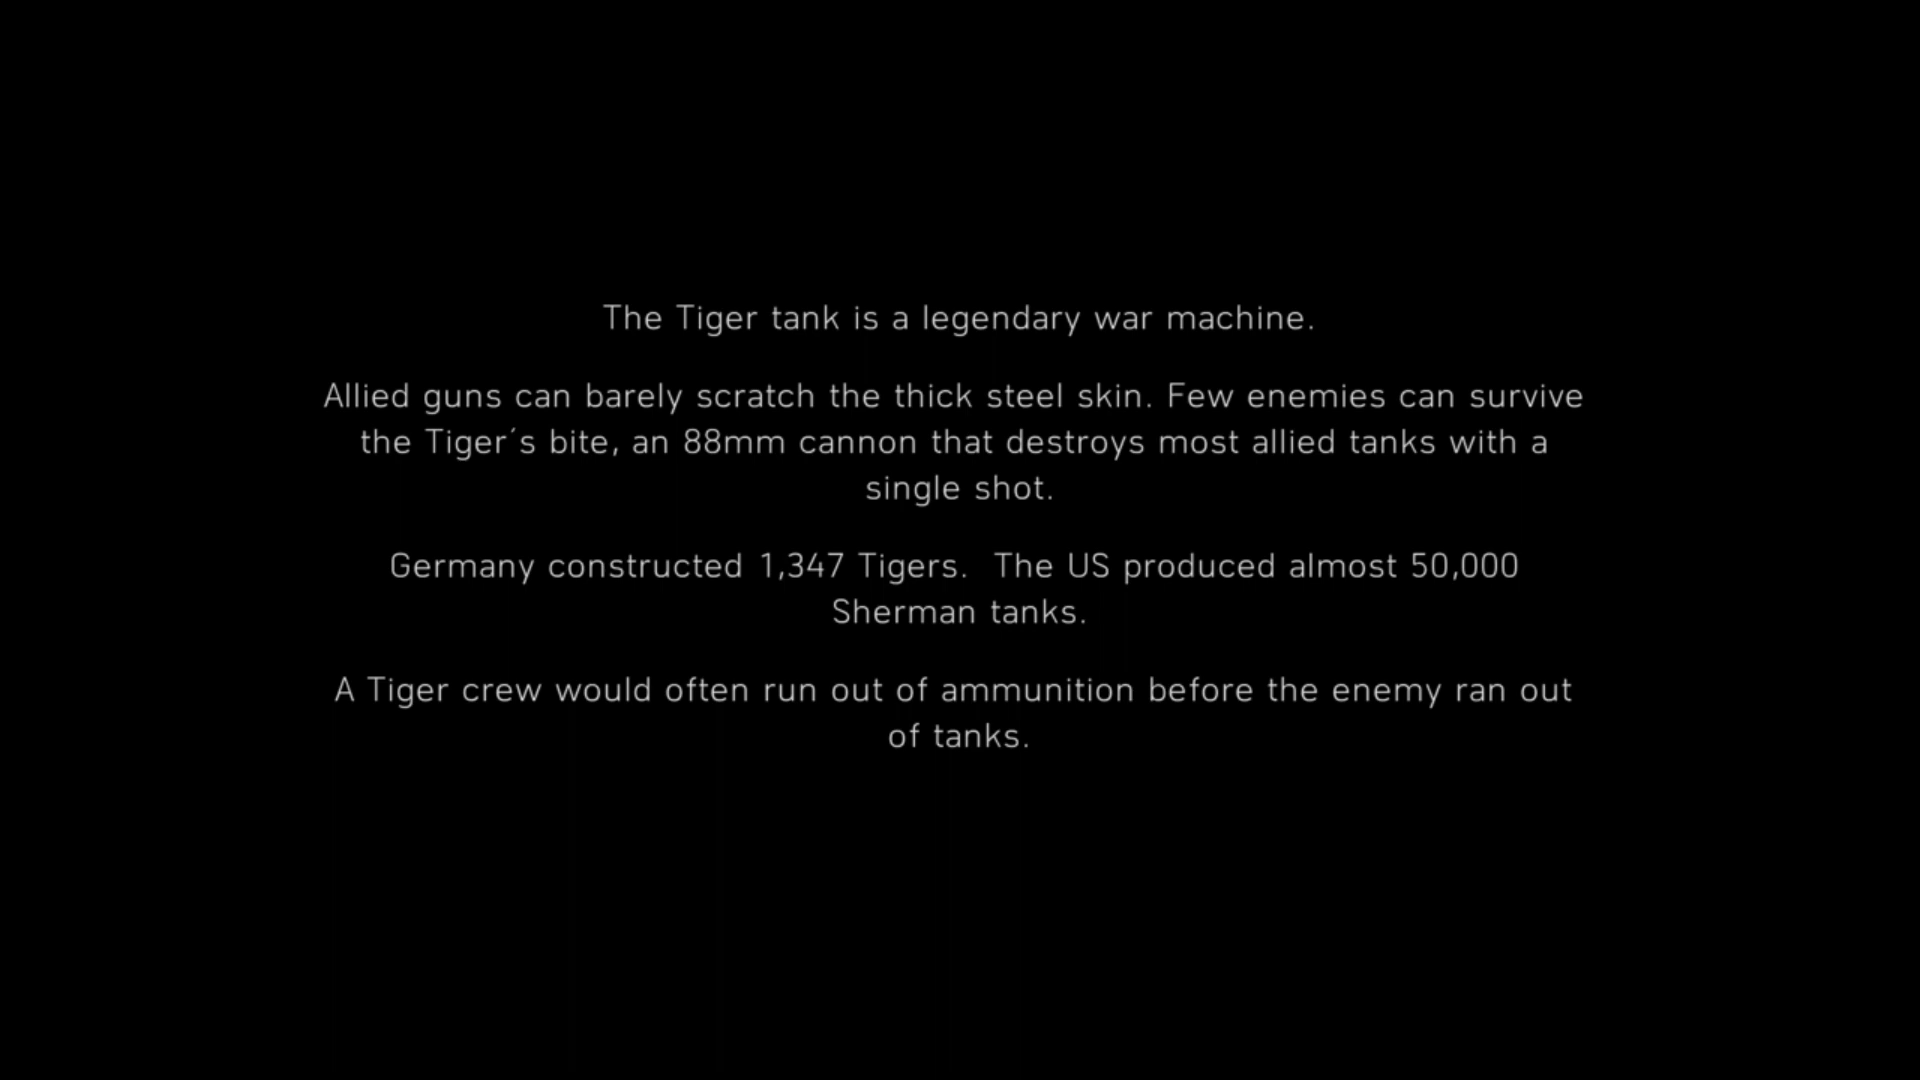 The Tiger tank is a legendary war machine.
Allied guns can barely scratch the thick steel skin. Few enemies can survive
the Tiger´s bite, an 88mm cannon that destroys most allied tanks with a
single shot.
Germany constructed 1,347 Tigers.  The US produced almost 50,000
Sherman tanks.
A Tiger crew would often run out of ammunition before the enemy ran out
of tanks.